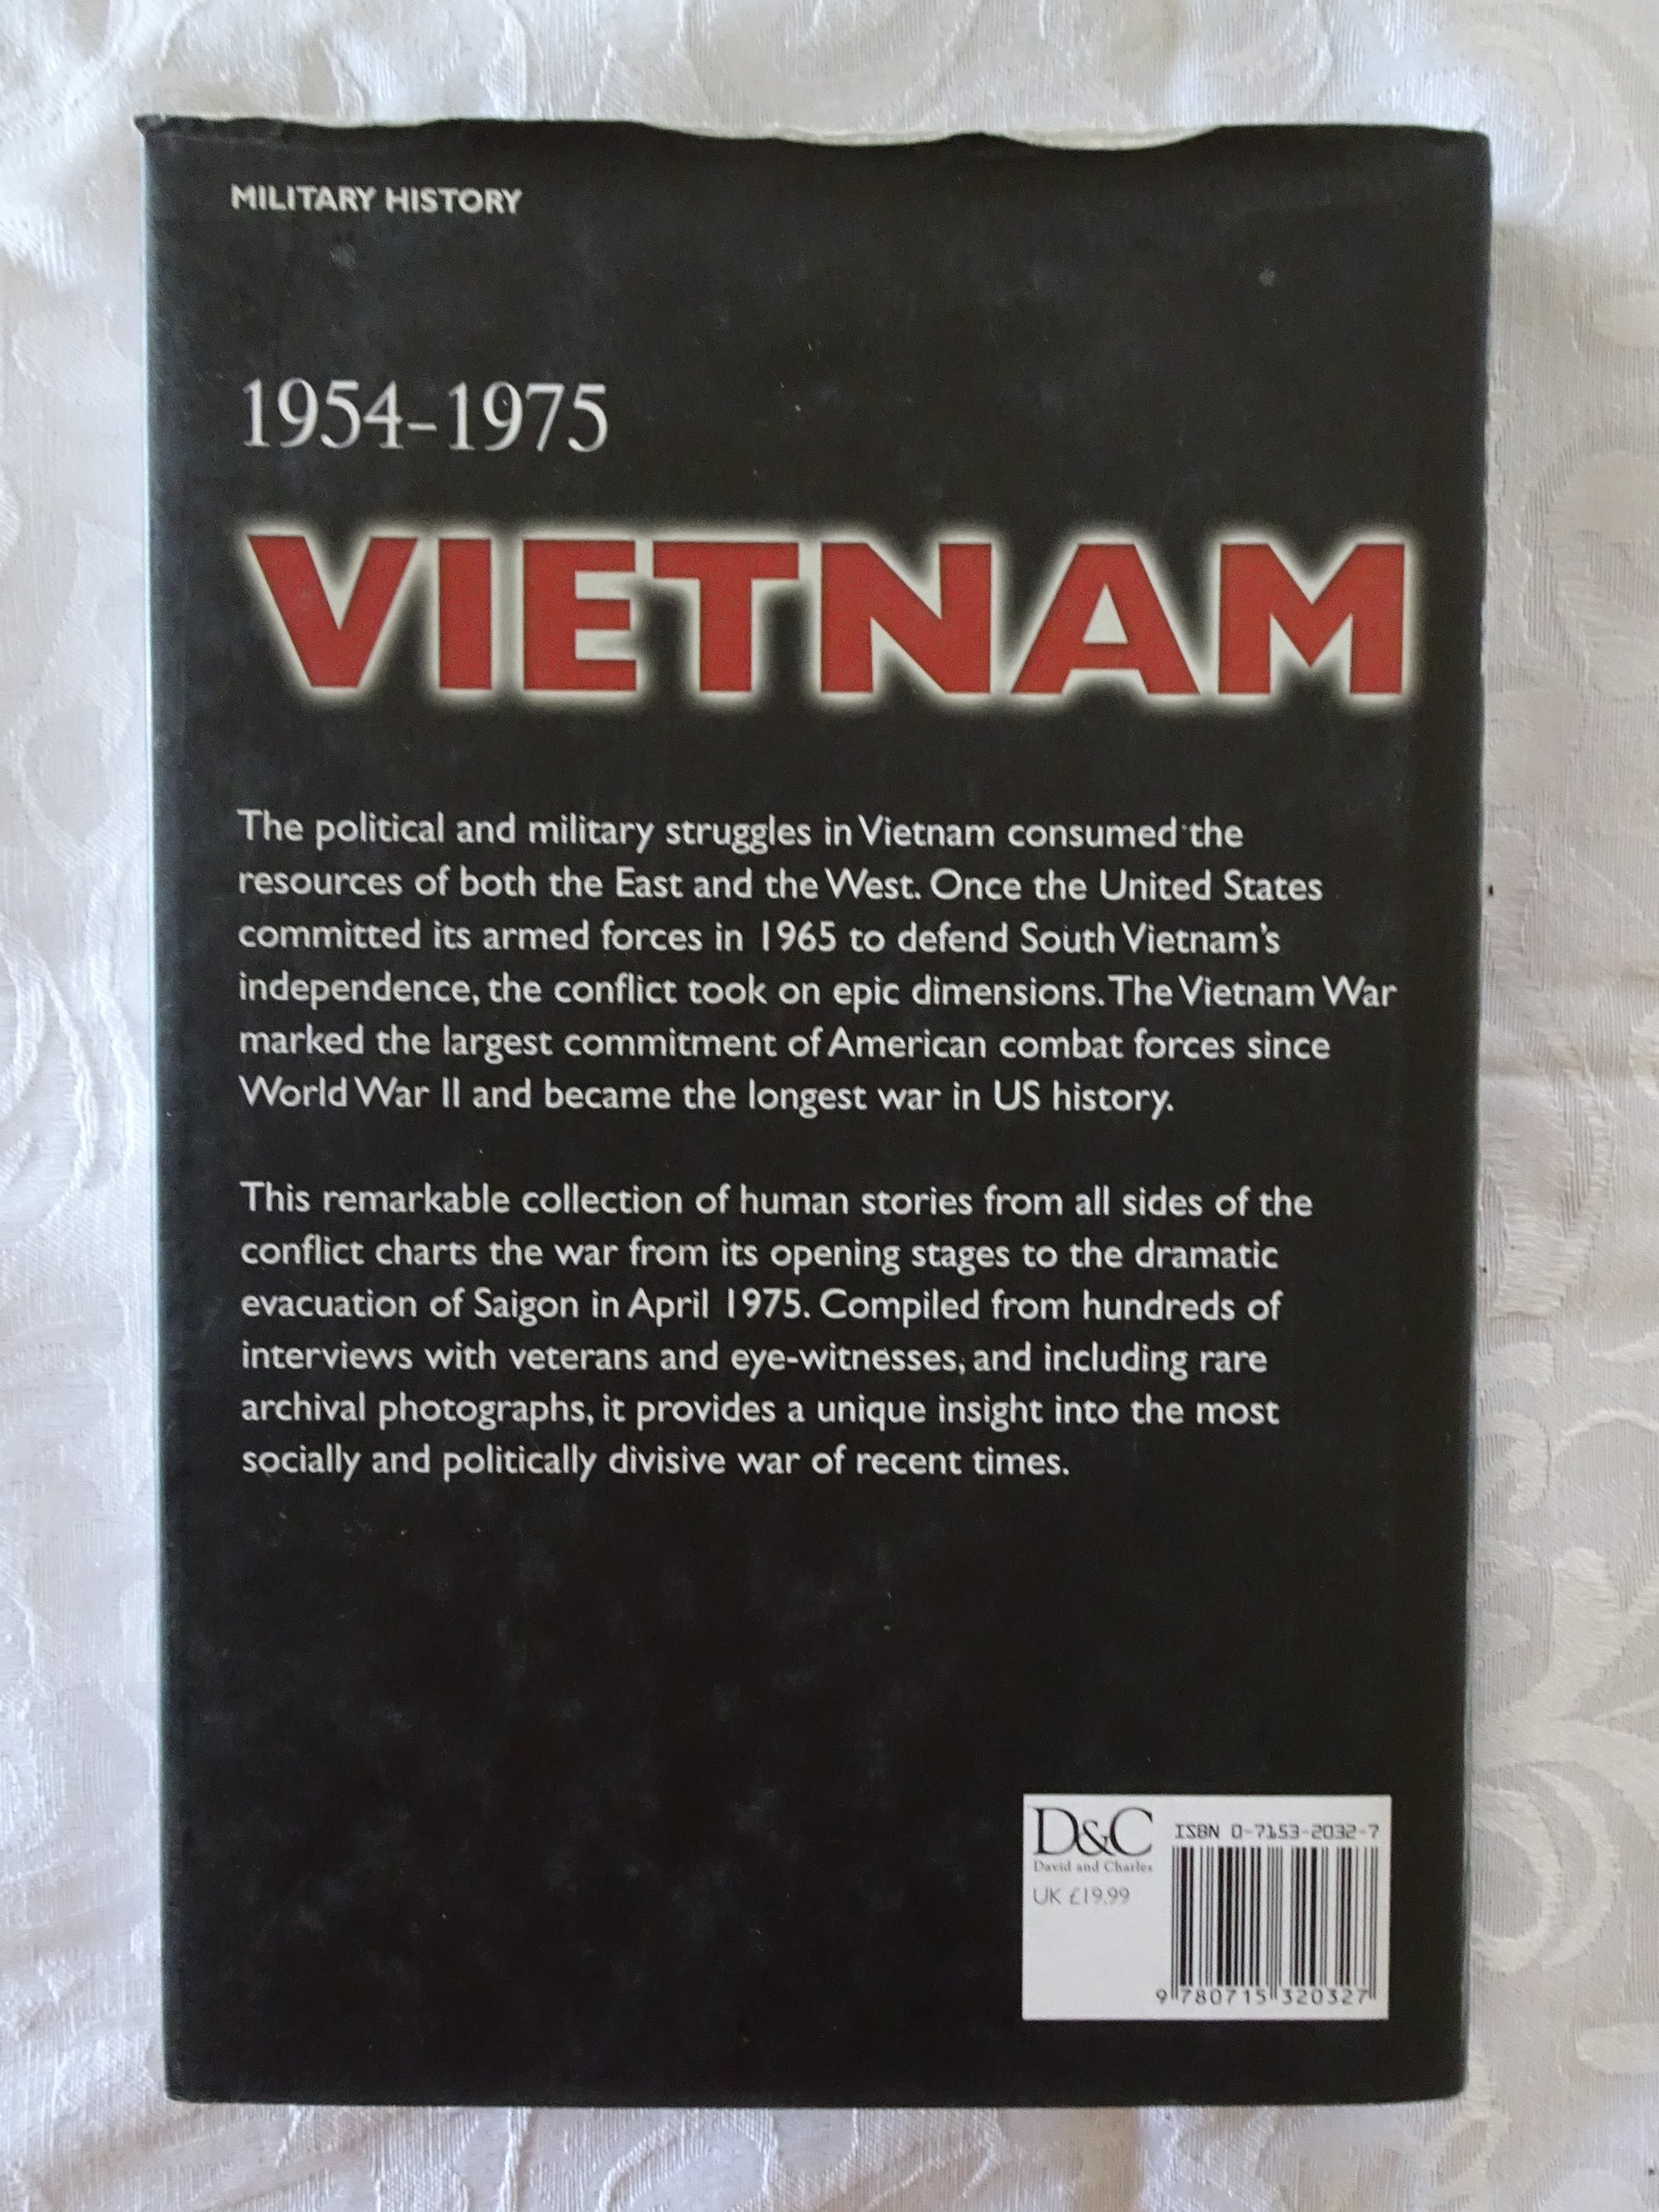 MILITARY HISTORY
1954-1975
VIETNAM
The political and military struggles in Vietnam consumed the
resources of both the East and the West. Once the United States
committed its armed forces in 1965 to defend South Vietnam's
independence, the conflict took on epic dimensions. The Vietnam War
marked the largest commitment of American combat forces since
World War II and became the longest war in US history.
This remarkable collection of human stories from all sides of the
conflict charts the war from its opening stages to the dramatic
evacuation of Saigon in April 1975. Compiled from hundreds of
interviews with veterans and eye-witnesses, and including rare
archival photographs, it provides a unique insight into the most
socially and politically divisive war of recent times.
D&C
David and Charles
UK £19.99
ISBN 0-7153-2032-7
9 780715 320327